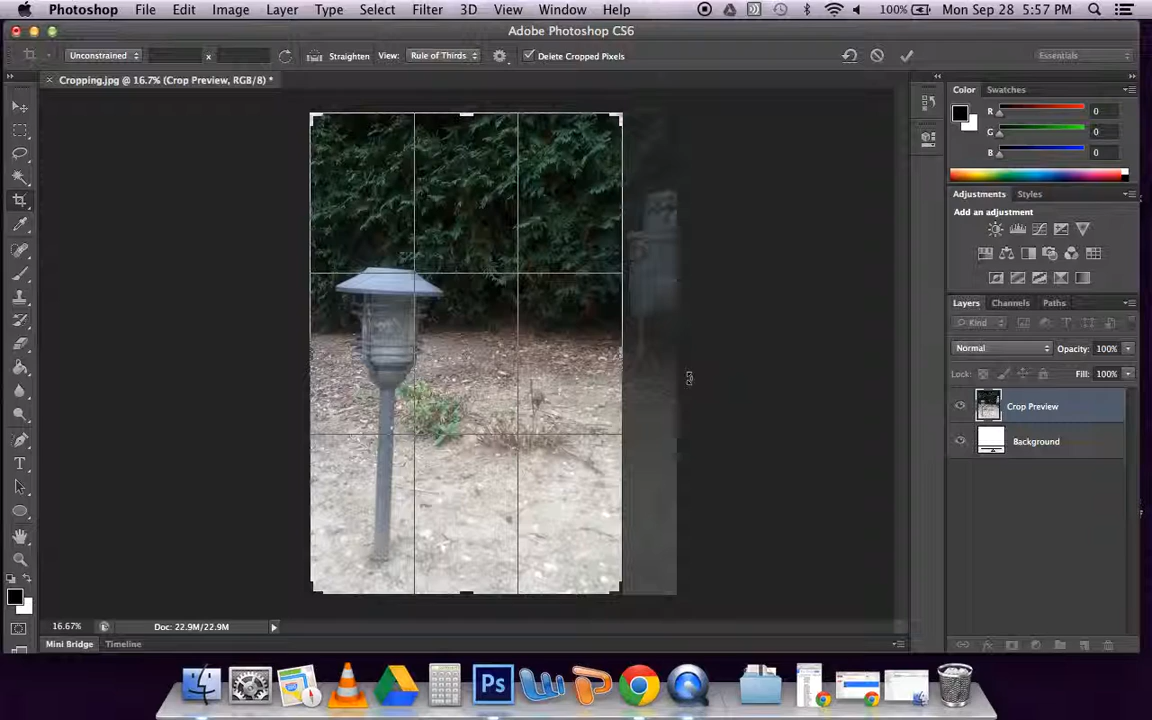 Photoshop File Edit Image Layer Type Select Filter 3D View Window Help 100% Mon Sep 28 5:57 PM
Adobe Photoshop CS6
Unconstrained x Straighten View: Rule of Thirds Delete Cropped Pixels Essentials
× Cropping.jpg @ 16.7% (Crop Preview, RGB/8) *
Color Swatches
R 0
G 0
B 0
Adjustments Styles
Add an adjustment
Layers Channels Paths
Kind
Normal Opacity: 100%
Lock: Fill: 100%
Crop Preview
Background
16.67% Doc: 22.9M/22.9M
Mini Bridge Timeline
Ps